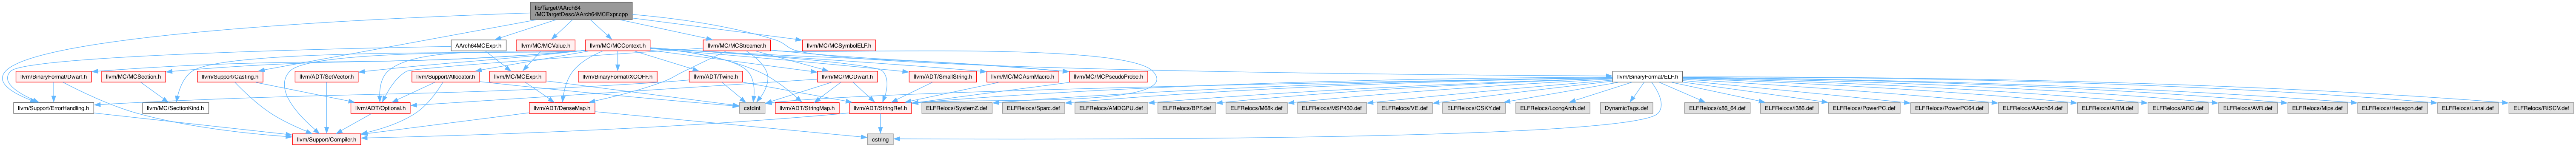 lib/Target/AArch64
/MCTargetDesc/AArch64MCExpr.cpp
AArch64MCExpr.h
llvm/MC/MCValue.h
llvm/MC/MCContext.h
llvm/MC/MCStreamer.h
llvm/MC/MCSymbolELF.h
llvm/BinaryFormat/Dwarf.h
llvm/MC/MCSection.h
llvm/Support/Casting.h
llvm/ADT/SetVector.h
llvm/Support/Allocator.h
llvm/MC/MCExpr.h
llvm/BinaryFormat/XCOFF.h
llvm/ADT/Twine.h
llvm/MC/MCDwarf.h
llvm/ADT/SmallString.h
llvm/MC/MCAsmMacro.h
llvm/MC/MCPseudoProbe.h
llvm/BinaryFormat/ELF.h
llvm/Support/ErrorHandling.h
llvm/MC/SectionKind.h
llvm/ADT/Optional.h
llvm/ADT/DenseMap.h
cstdint
llvm/ADT/StringMap.h
llvm/ADT/StringRef.h
ELFRelocs/SystemZ.def
ELFRelocs/Sparc.def
ELFRelocs/AMDGPU.def
ELFRelocs/BPF.def
ELFRelocs/M68k.def
ELFRelocs/MSP430.def
ELFRelocs/VE.def
ELFRelocs/CSKY.def
ELFRelocs/LoongArch.def
DynamicTags.def
ELFRelocs/x86_64.def
ELFRelocs/i386.def
ELFRelocs/PowerPC.def
ELFRelocs/PowerPC64.def
ELFRelocs/AArch64.def
ELFRelocs/ARM.def
ELFRelocs/ARC.def
ELFRelocs/AVR.def
ELFRelocs/Mips.def
ELFRelocs/Hexagon.def
ELFRelocs/Lanai.def
ELFRelocs/RISCV.def
llvm/Support/Compiler.h
cstring